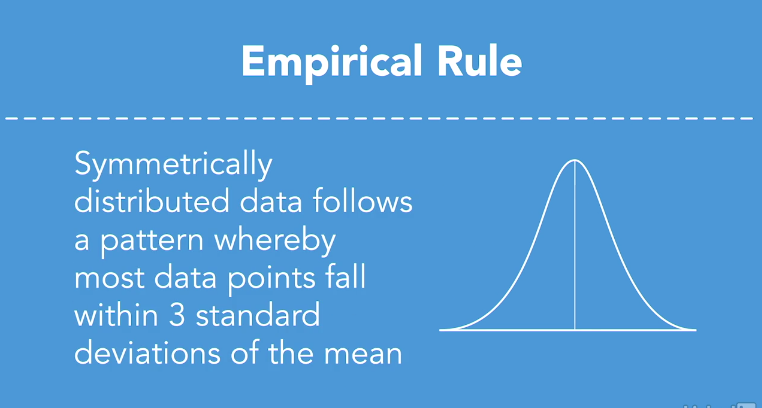 Empirical Rule
Symmetrically
distributed data follows
a pattern whereby
most data points fall
within 3 standard
deviations of the mean